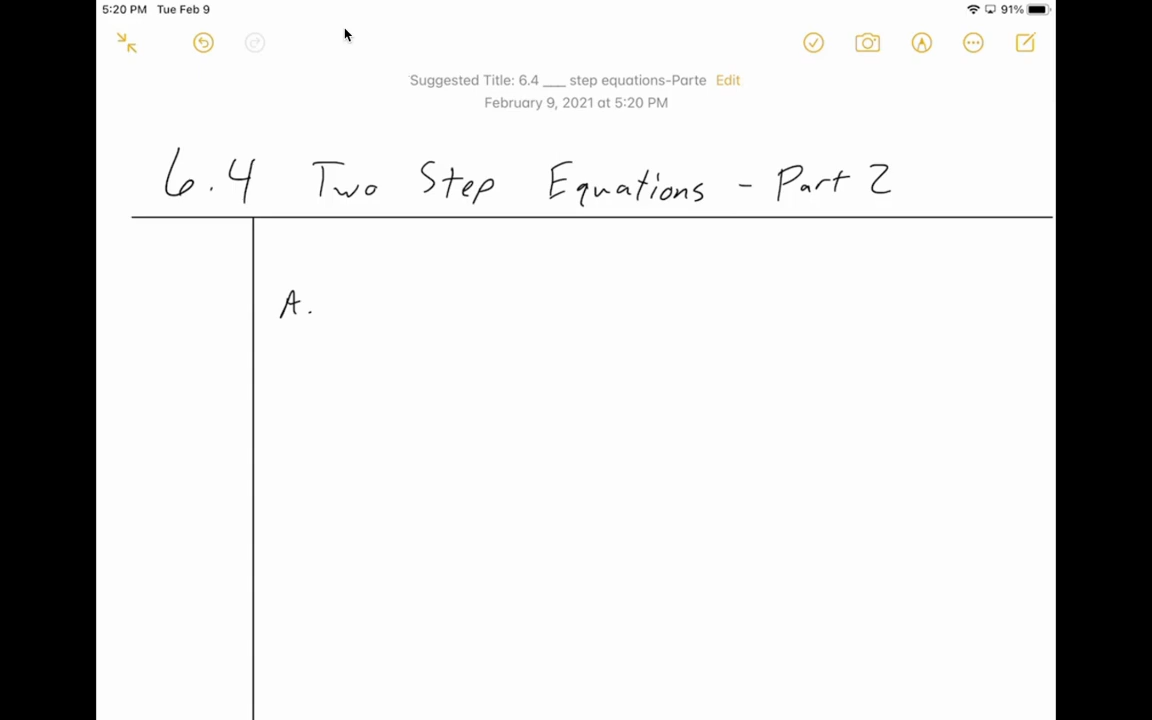 5:20 PM Tue Feb 9 91%
Suggested Title: 6.4 ___ step equations-Parte Edit
February 9, 2021 at 5:20 PM
6.4 Two Step Equations - Part 2
A.